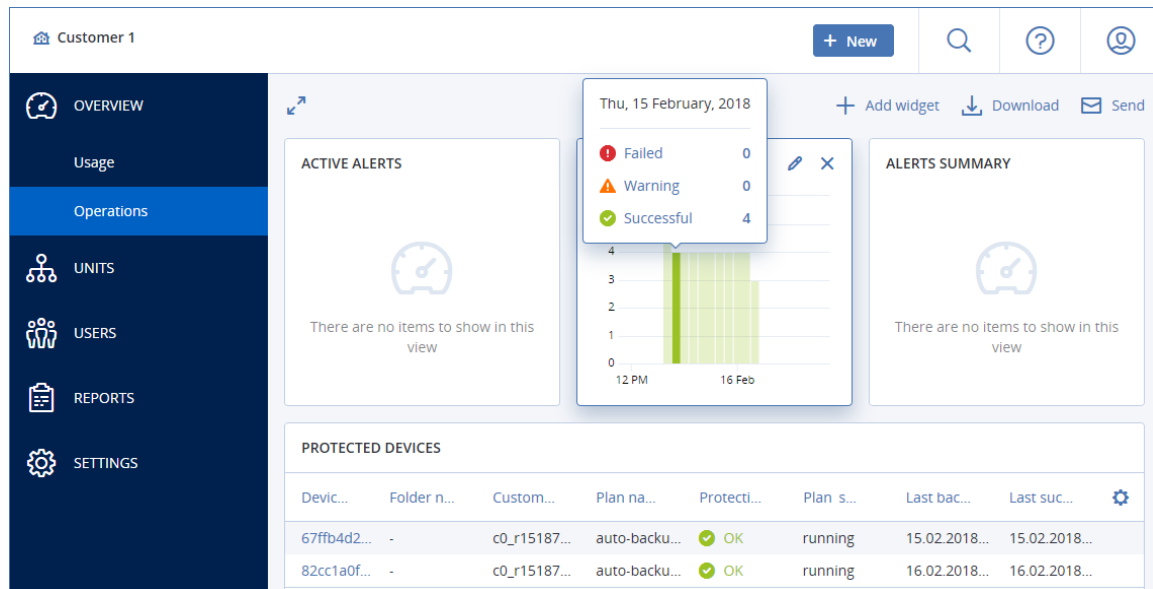 Customer 1
+ New
OVERVIEW
Usage
Operations
UNITS
USERS
REPORTS
SETTINGS
Add widget
Download
Send
ACTIVE ALERTS
There are no items to show in this
view
Thu, 15 February, 2018
Failed 0
Warning 0
Successful 4
4
3
2
1
0
12 PM 16 Feb
ALERTS SUMMARY
There are no items to show in this
view
PROTECTED DEVICES
Devic... Folder n... Custom... Plan na... Protecti... Plan s... Last bac... Last suc...
67ffb4d2... - c0_r15187... auto-backu... OK running 15.02.2018... 15.02.2018...
82cc1a0f... - c0_r15187... auto-backu... OK running 16.02.2018... 16.02.2018...